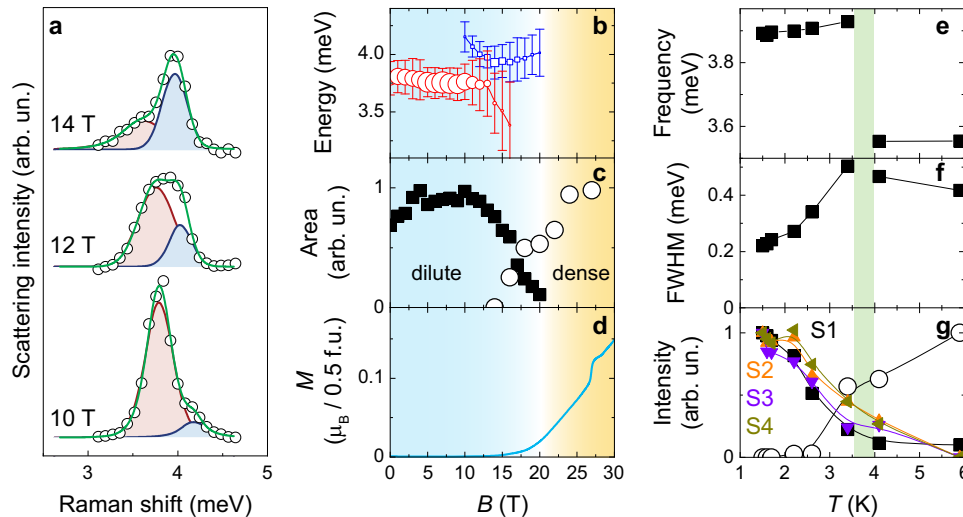 a
14 T
12 T
10 T
Scattering intensity (arb. un.)
3
4
5
Raman shift (meV)
b
4.0
3.5
Energy (meV)
c
1
0
Area
(arb. un.)
dilute
dense
d
0.1
0
M
(μB / 0.5 f.u.)
0
5
10
15
20
25
30
B (T)
e
3.9
3.6
Frequency
(meV)
f
0.4
0.2
FWHM (meV)
g
S1
S2
S3
S4
1
0
Intensity
(arb. un.)
1
2
3
4
5
6
T (K)